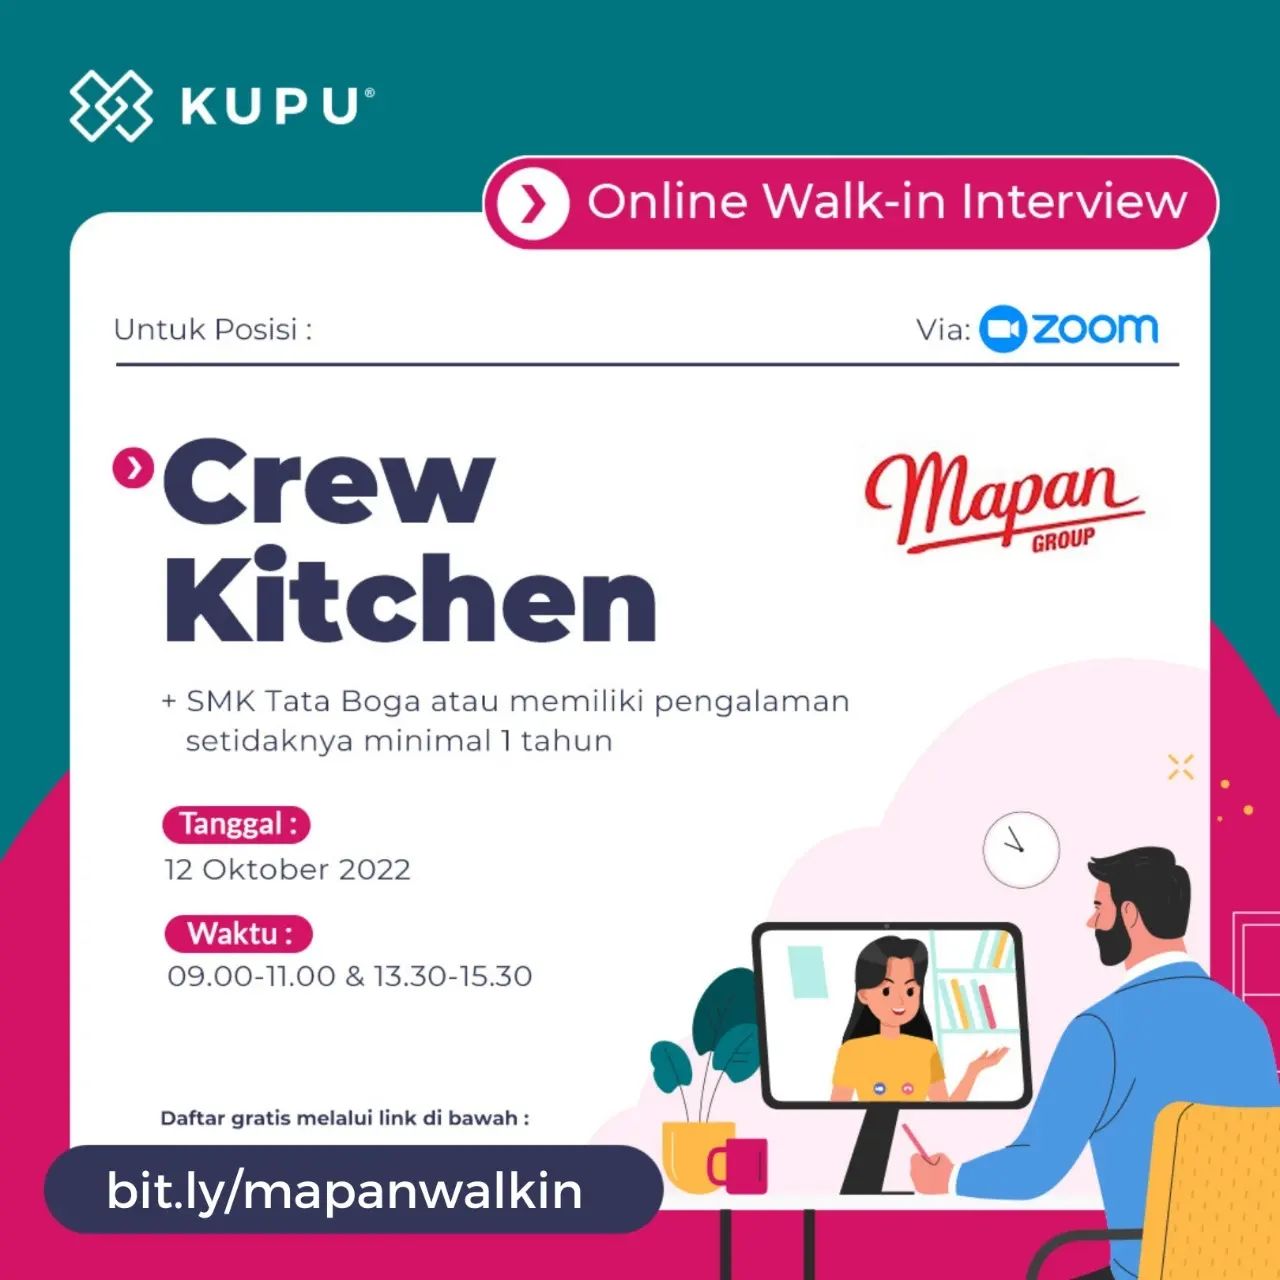 KUPU®
Online Walk-in Interview
Untuk Posisi :
Via: zoom
Crew
Kitchen
Mapan
GROUP
+ SMK Tata Boga atau memiliki pengalaman
setidaknya minimal 1 tahun
Tanggal :
12 Oktober 2022
Waktu :
09.00-11.00 & 13.30-15.30
Daftar gratis melalui link di bawah :
bit.ly/mapanwalkin